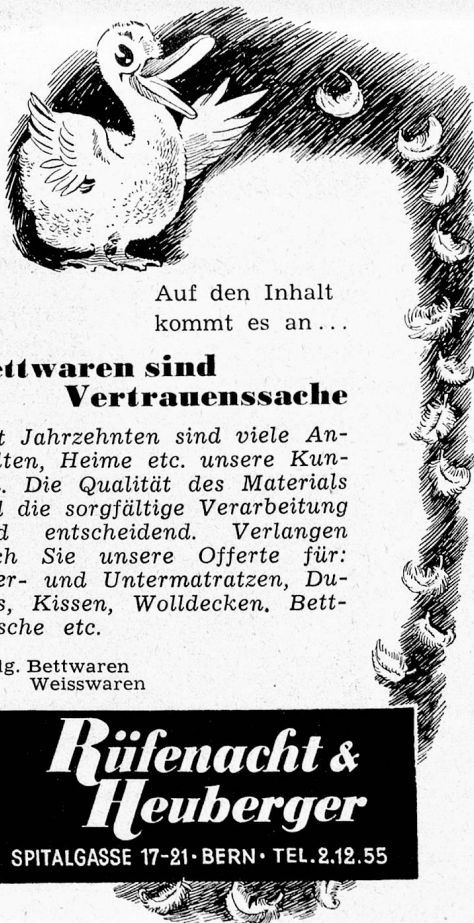 Auf den Inhalt
kommt es an ...
ettwaren sind
Vertrauenssache
t Jahrzehnten sind viele An-
lten, Heime etc. unsere Kun-
. Die Qualität des Materials
d die sorgfältige Verarbeitung
d entscheidend. Verlangen
ch Sie unsere Offerte für:
er- und Untermatratzen, Du-
s, Kissen, Wolldecken, Bett-
sche etc.
lg. Bettwaren
Weisswaren
Rüfenacht &
Heuberger
SPITALGASSE 17-21 · BERN · TEL. 2.12.55